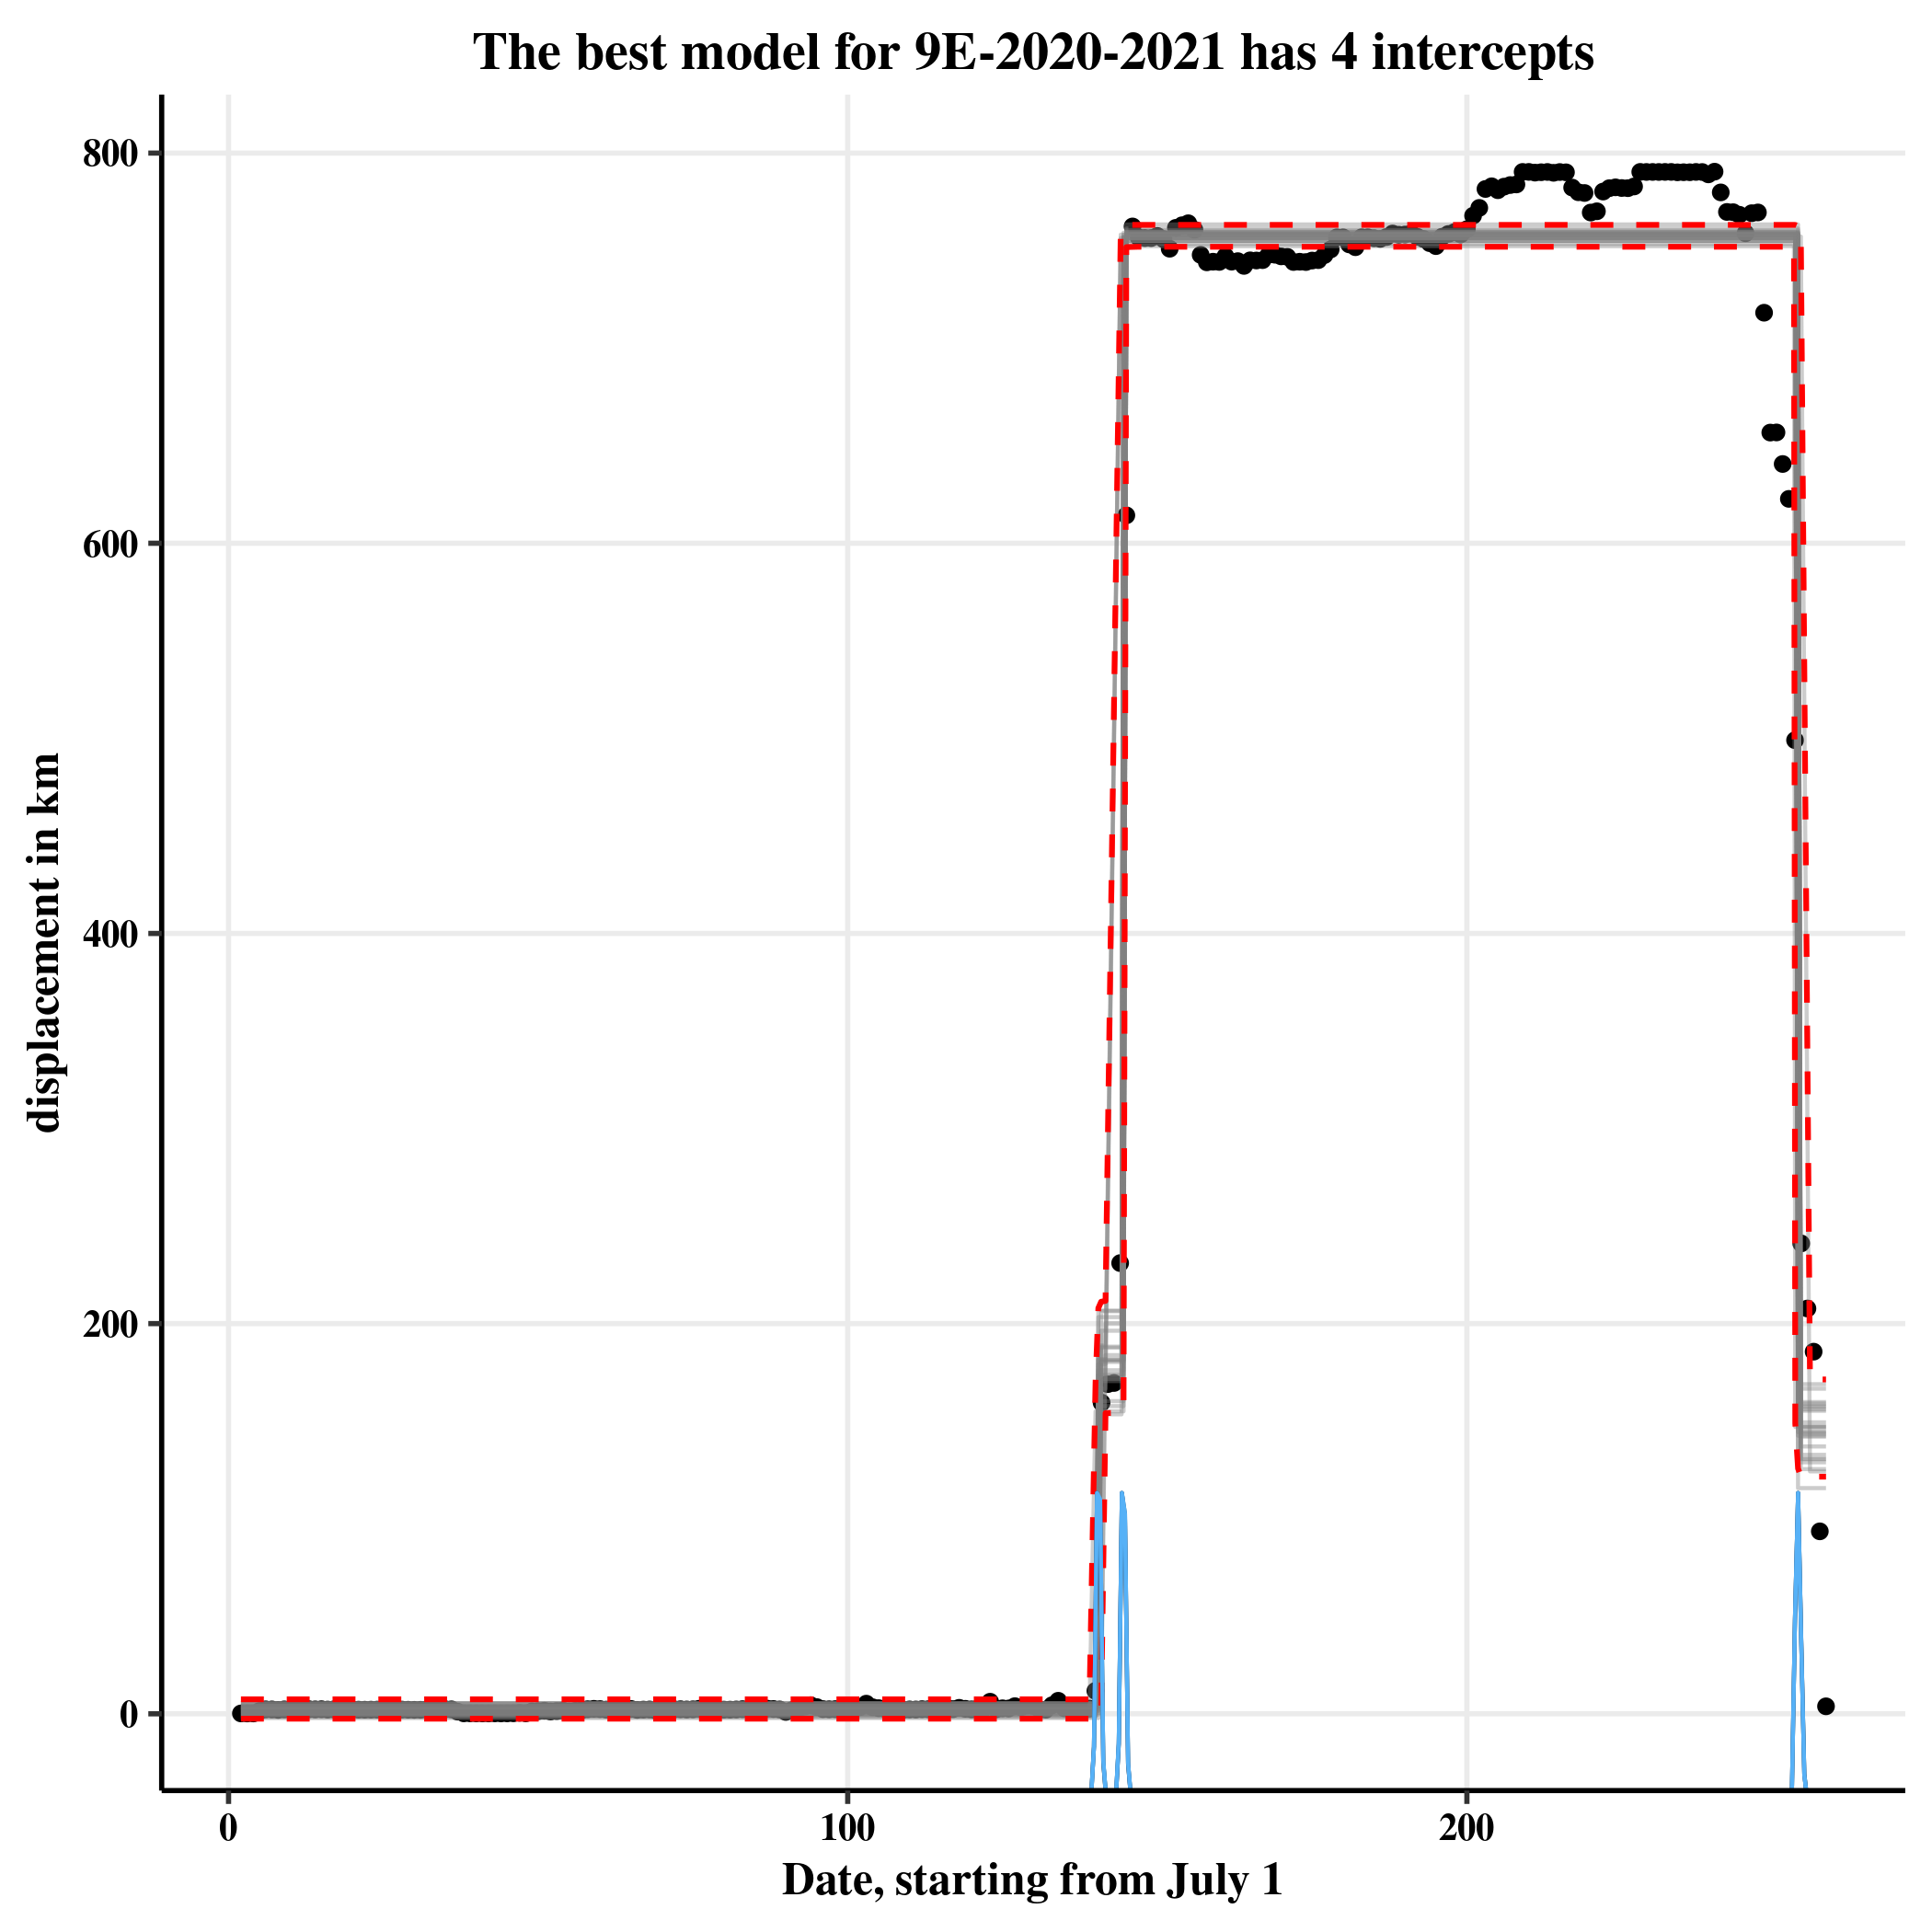 The best model for 9E-2020-2021 has 4 intercepts
displacement in km
800
600
400
200
0
0 100 200
Date, starting from July 1